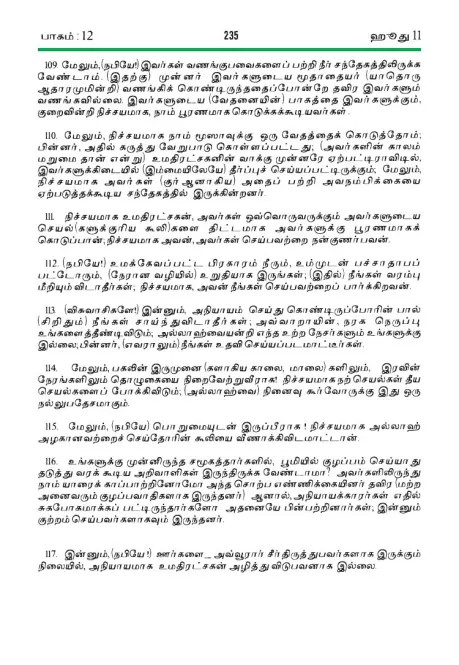 பாகம் : 12 235 ஹூது 11
109. மேலும்,(நபியே!) இவர்கள் வணங்குபவைகளைப் பற்றி நீர் சந்தேகத்திலிருக்க
வேண்டாம். (இதற்கு) முன்னர் இவர்களுடைய மூதாதையர் (யாதொரு
ஆதாரமுமின்றி) வணங்கிக் கொண்டிருந்ததைப்போன்றே தவிர இவர்களும்
வணங்கவில்லை. இவர்களுடைய (வேதனையின்) பாகத்தை இவர்களுக்கும்,
குறைவின்றி நிச்சயமாக, நாம் பூரணமாகக் கொடுக்கக்கூடியவர்கள்.
110. மேலும், நிச்சயமாக நாம் மூஸாவுக்கு ஒரு வேதத்தைக் கொடுத்தோம்;
பின்னர், அதில் கருத்து வேறுபாடு கொள்ளப்பட்டது; (அவர்களின் காலம்
மறுமை தான் என்று) உமதிரட்சகனின் வாக்கு முன்னரே ஏற்பட்டிராவிடில்,
இவர்களுக்கிடையில் (இம்மையிலேயே) தீர்ப்புச் செய்யப்பட்டிருக்கும்; மேலும்,
நிச்சயமாக அவர்கள் (குர்ஆனாகிய) அதைப் பற்றி அவநம்பிக்கையை
ஏற்படுத்தக்கூடிய சந்தேகத்தில் இருக்கின்றனர்.
111. நிச்சயமாக உமதிரட்சகன், அவர்கள் ஒவ்வொருவருக்கும் அவர்களுடைய
செயல்(களுக்குரிய கூலி)களை திட்டமாக அவர்களுக்கு பூரணமாகக்
கொடுப்பான்; நிச்சயமாக அவன், அவர்கள் செய்பவற்றை நன்குணர்பவன்.
112. (நபியே!) உமக்கேவப்பட்ட பிரகாரம் நீரும், உம்முடன் பச்சாதாபப்
பட்டோரும், (நேரான வழியில்) உறுதியாக இருங்கள்; (இதில்) நீங்கள் வரம்பு
மீறியும்விடாதீர்கள்; நிச்சயமாக, அவன் நீங்கள் செய்பவற்றைப் பார்க்கிறவன்.
113. (விசுவாசிகளே!) இன்னும், அநியாயம் செய்து கொண்டிருப்போரின் பால்
(சிறிதும்) நீங்கள் சாய்ந்துவிடாதீர்கள்; அவ்வாறாயின், நரக நெருப்பு
உங்களைத்தீண்டிவிடும்; அல்லாஹ்வையன்றி எந்த உற்ற நேசர்களும் உங்களுக்கு
இல்லை;பின்னர், (எவராலும்) நீங்கள் உதவி செய்யப்படமாட்டீர்கள்.
114. மேலும், பகலின் இருமுனை (களாகிய காலை, மாலை) களிலும், இரவின்
நேரங்களிலும் தொழுகையை நிறைவேற்றுவீராக! நிச்சயமாக நற்செயல்கள் தீய
செயல்களைப் போக்கிவிடும்; (அல்லாஹ்வை) நினைவு கூர்வோருக்கு இது ஒரு
நல்லுபதேசமாகும்.
115. மேலும், (நபியே) பொறுமையுடன் இருப்பீராக! நிச்சயமாக அல்லாஹ்
அழகானவற்றைச் செய்தோரின் கூலியை வீணாக்கிவிடமாட்டான்.
116. உங்களுக்கு முன்னிருந்த சமூகத்தார்களில், பூமியில் குழப்பம் செய்யாது
தடுத்து வரக் கூடிய அறிவாளிகள் இருந்திருக்க வேண்டாமா! அவர்களிலிருந்து
நாம் யாரைக் காப்பாற்றினோமோ அந்த சொற்ப எண்ணிக்கையினர் தவிர (மற்ற
அனைவரும் குழப்பவாதிகளாக இருந்தனர்) ஆனால், அநியாயக்காரர்கள் எதில்
சுகபோகமாக்கப் பட்டிருந்தார்களோ அதனையே பின்பற்றினார்கள்; இன்னும்
குற்றம் செய்பவர்களாகவும் இருந்தனர்.
117. இன்னும், (நபியே!) ஊர்களை_ அவ்வூரார் சீர்திருத்துபவர்களாக இருக்கும்
நிலையில், அநியாயமாக உமதிரட்சகன் அழித்து விடுபவனாக இல்லை.